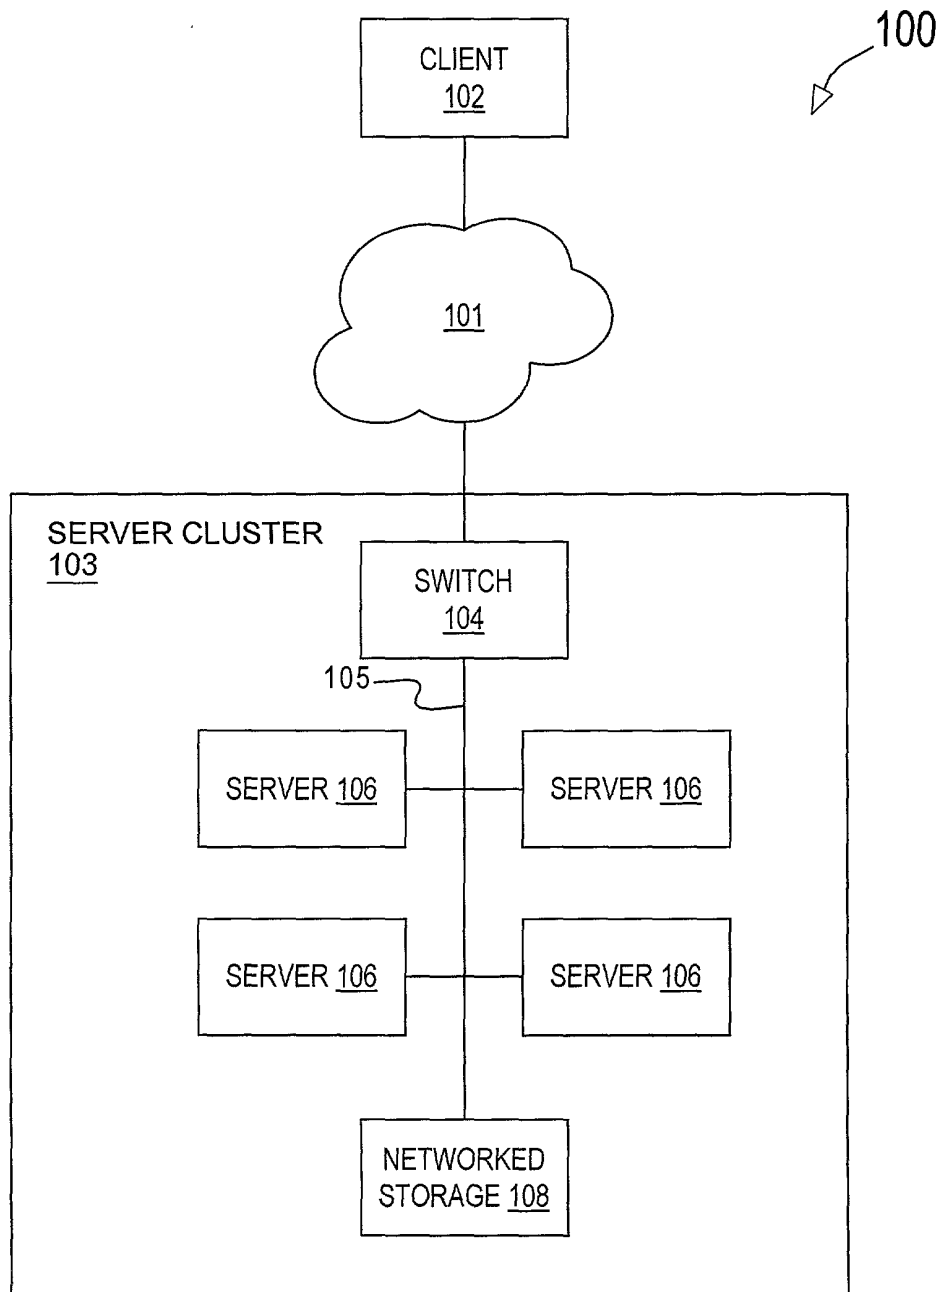 100
CLIENT
102
101
SERVER CLUSTER
103
SWITCH
104
105
SERVER 106
SERVER 106
SERVER 106
SERVER 106
NETWORKED
STORAGE 108